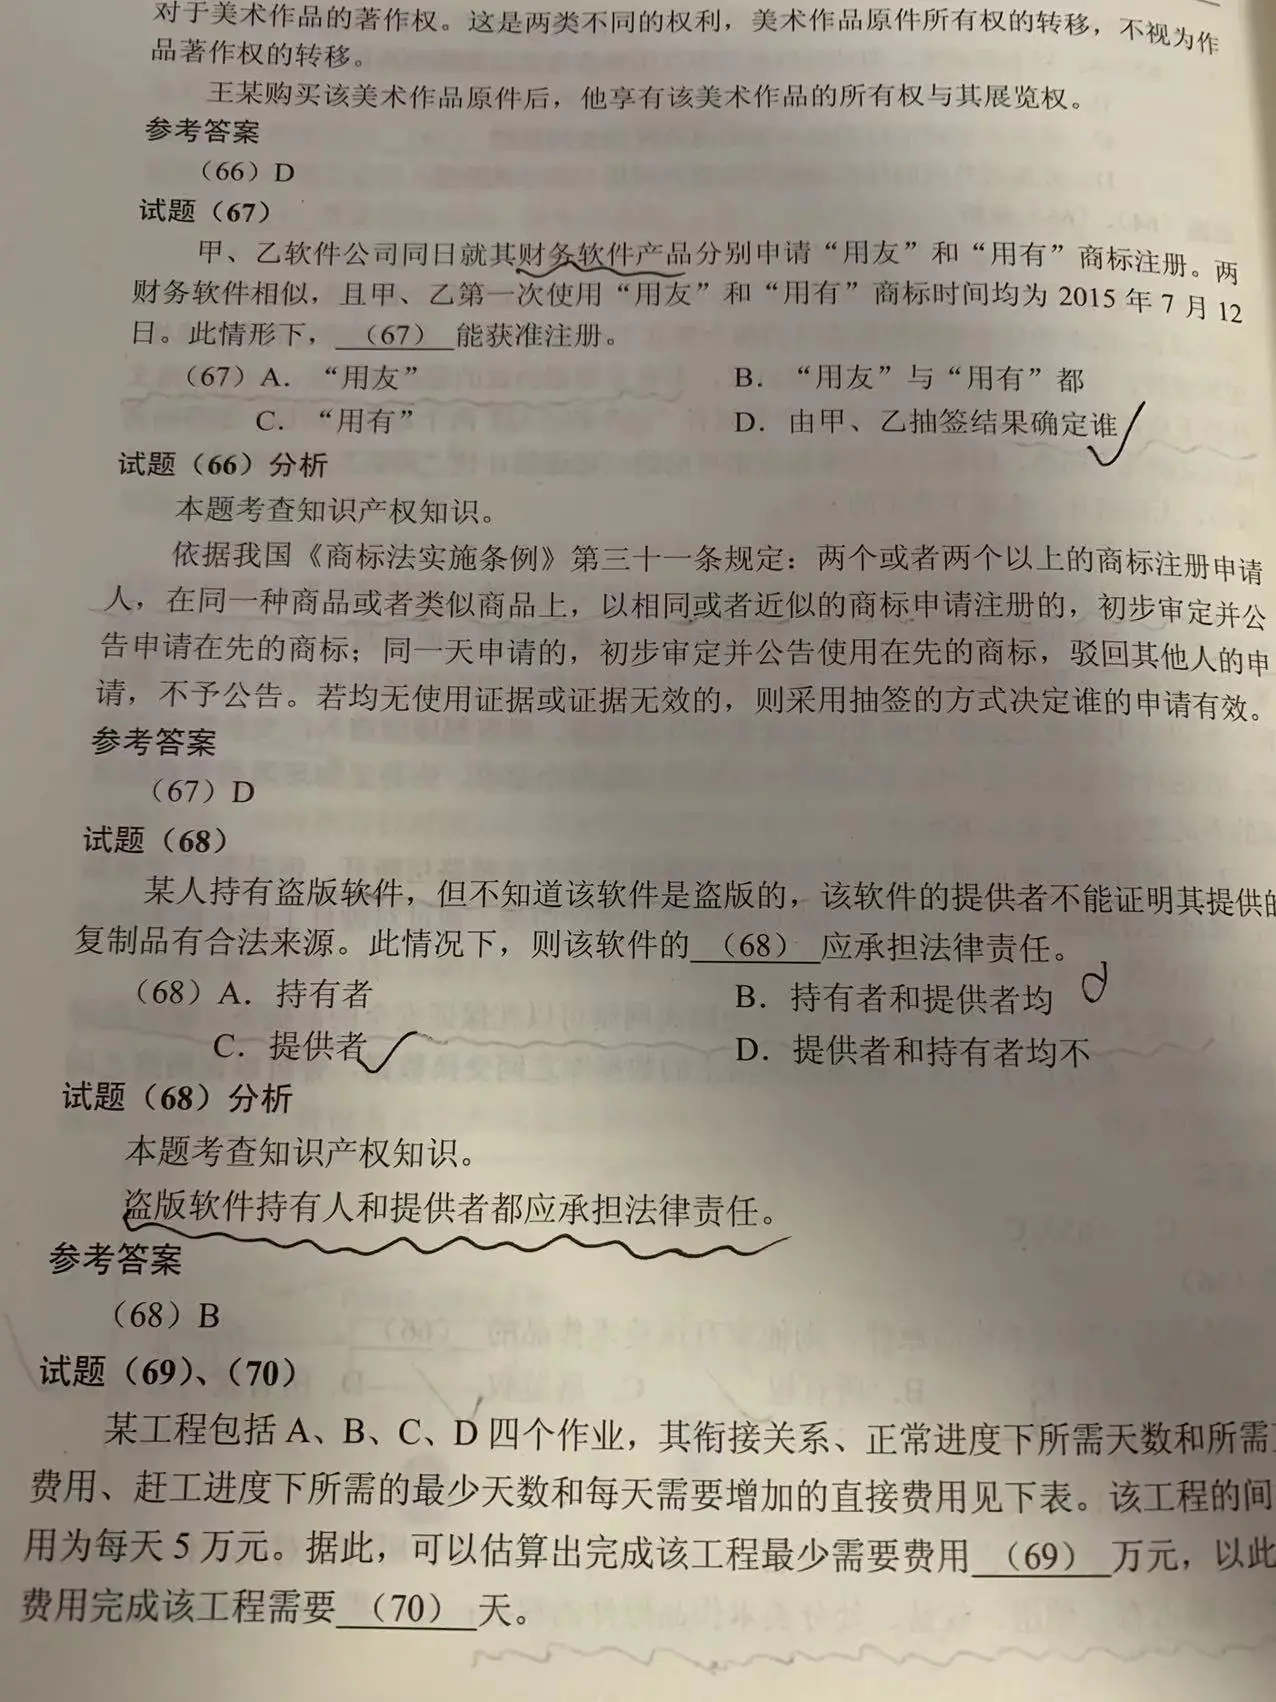 对于美术作品的著作权。这是两类不同的权利，美术作品原件所有权的转移，不视为作
品著作权的转移。
王某购买该美术作品原件后，他享有该美术作品的所有权与其展览权。
参考答案
（66）D
试题（67）
甲、乙软件公司同日就其财务软件产品分别申请“用友”和“用有”商标注册。两
财务软件相似，且甲、乙第一次使用“用友”和“用有”商标时间均为 2015 年 7 月 12
日。此情形下，（67）能获准注册。
（67）A．“用友” B．“用友”与“用有”都
C．“用有” D．由甲、乙抽签结果确定谁
试题（66）分析
本题考查知识产权知识。
依据我国《商标法实施条例》第三十一条规定：两个或者两个以上的商标注册申请
人，在同一种商品或者类似商品上，以相同或者近似的商标申请注册的，初步审定并公
告申请在先的商标；同一天申请的，初步审定并公告使用在先的商标，驳回其他人的申
请，不予公告。若均无使用证据或证据无效的，则采用抽签的方式决定谁的申请有效。
参考答案
（67）D
试题（68）
某人持有盗版软件，但不知道该软件是盗版的，该软件的提供者不能证明其提供的
复制品有合法来源。此情况下，则该软件的（68）应承担法律责任。
（68）A．持有者 B．持有者和提供者均
C．提供者 D．提供者和持有者均不
试题（68）分析
本题考查知识产权知识。
盗版软件持有人和提供者都应承担法律责任。
参考答案
（68）B
试题（69）、（70）
某工程包括 A、B、C、D 四个作业，其衔接关系、正常进度下所需天数和所需
费用、赶工进度下所需的最少天数和每天需要增加的直接费用见下表。该工程的间
用为每天 5 万元。据此，可以估算出完成该工程最少需要费用（69）万元，以此
费用完成该工程需要（70）天。